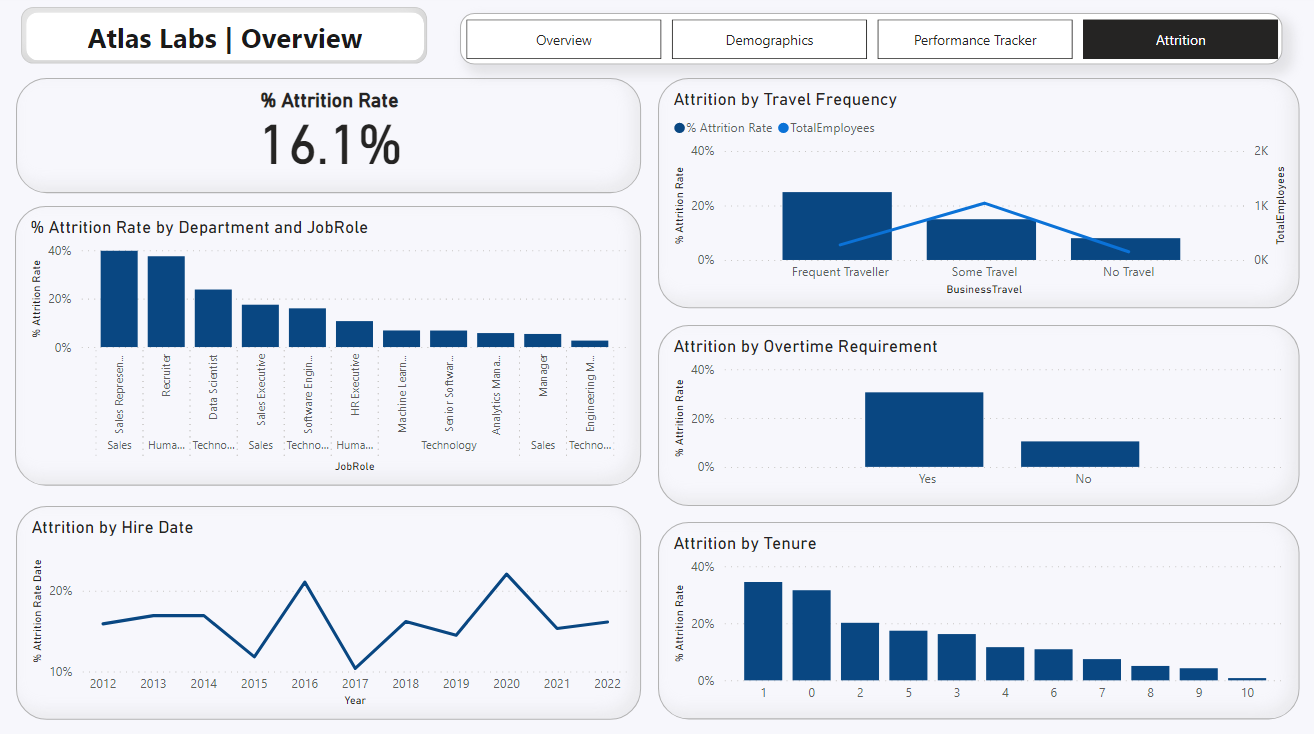 Atlas Labs | Overview
Overview
Demographics
Performance Tracker
Attrition
% Attrition Rate
16.1%
% Attrition Rate by Department and JobRole
% Attrition Rate
40%
20%
0%
Sales Represen...
Recruiter
Data Scientist
Sales Executive
Software Engin...
HR Executive
Machine Learn...
Senior Softwar...
Analytics Mana...
Manager
Engineering M...
Sales
Huma...
Techno...
Sales
Techno...
Huma...
Technology
Sales
Techno...
JobRole
Attrition by Hire Date
% Attrition Rate Date
20%
10%
2012 2013 2014 2015 2016 2017 2018 2019 2020 2021 2022
Year
Attrition by Travel Frequency
% Attrition Rate TotalEmployees
% Attrition Rate
40%
20%
0%
2K
1K
0K
TotalEmployees
Frequent Traveller Some Travel No Travel
BusinessTravel
Attrition by Overtime Requirement
% Attrition Rate
40%
20%
0%
Yes No
Attrition by Tenure
% Attrition Rate
40%
20%
0%
1 0 2 5 3 4 6 7 8 9 10